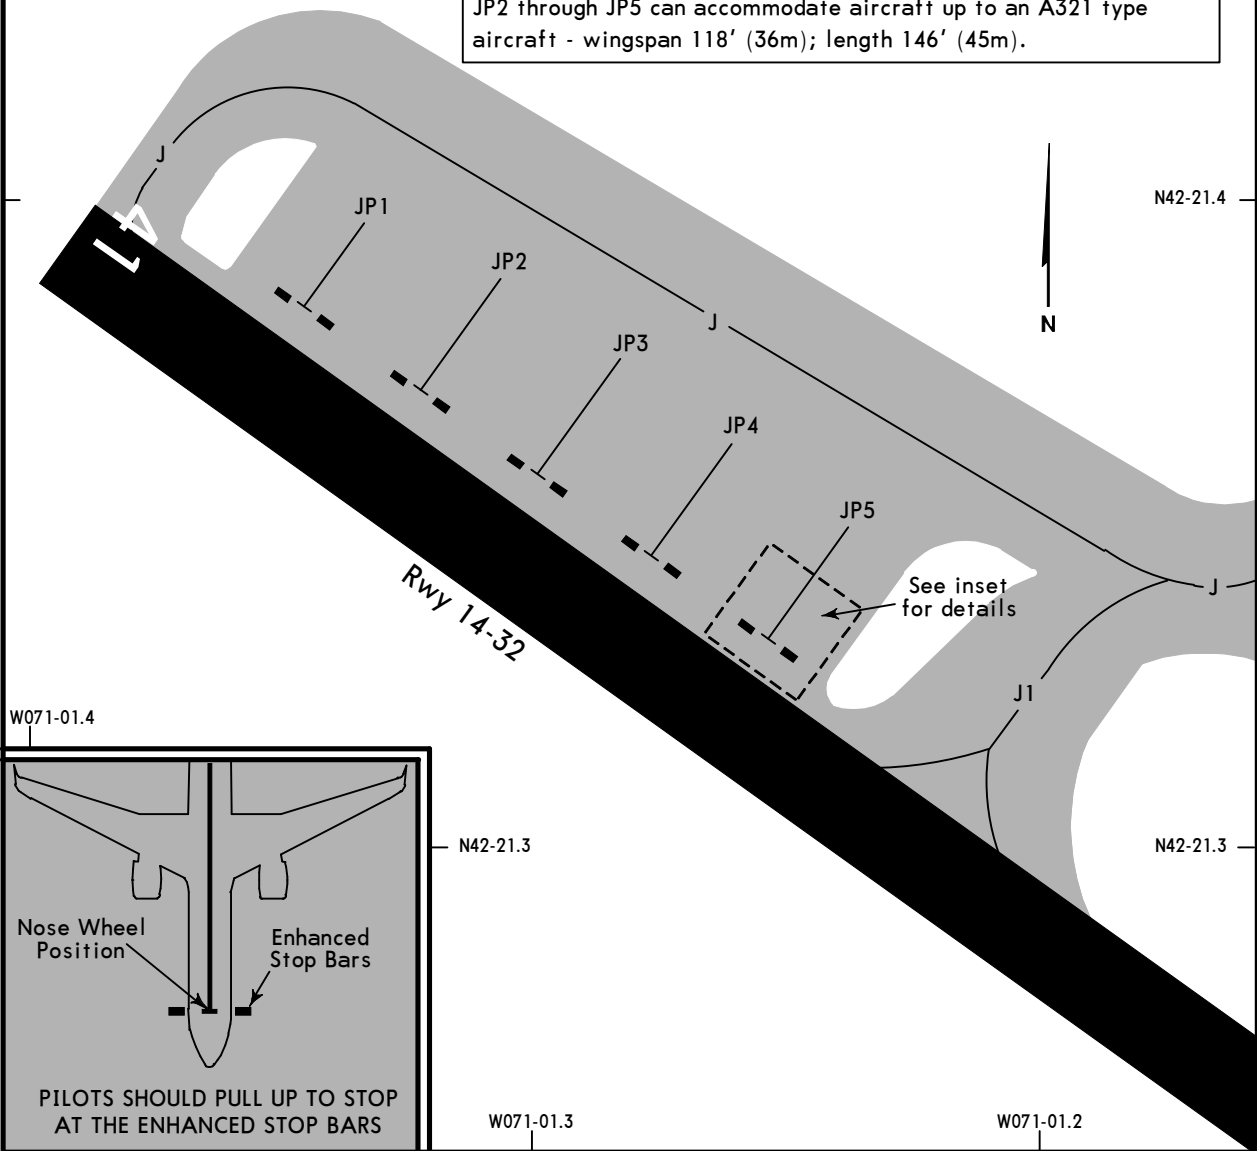 JP2 through JP5 can accommodate aircraft up to an A321 type
aircraft - wingspan 118' (36m); length 146' (45m).
J
14
JP1
JP2
JP3
JP4
JP5
J
N42-21.4
N
See inset
for details
J
J1
Rwy 14-32
W071-01.4
N42-21.3
N42-21.3
Nose Wheel
Position
Enhanced
Stop Bars
PILOTS SHOULD PULL UP TO STOP
AT THE ENHANCED STOP BARS
W071-01.3
W071-01.2